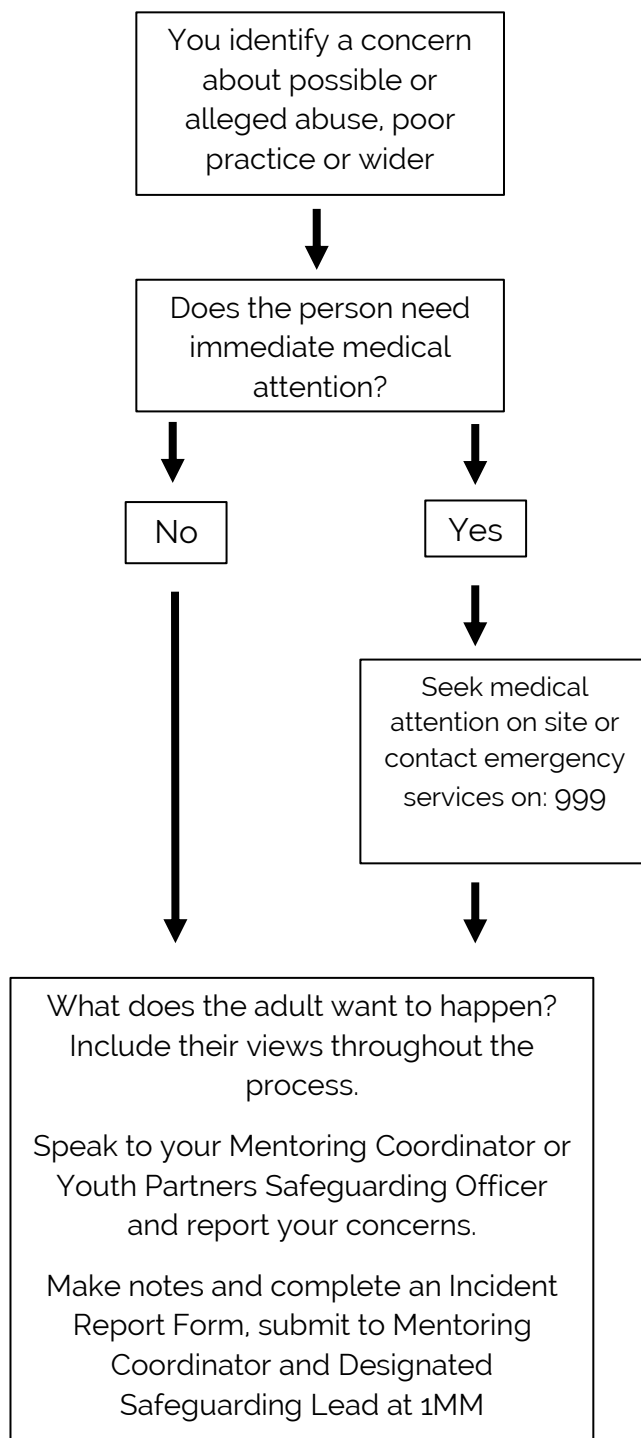 You identify a concern
about possible or
alleged abuse, poor
practice or wider
Does the person need
immediate medical
attention?
No
Yes
Seek medical
attention on site or
contact emergency
services on: 999
What does the adult want to happen?
Include their views throughout the
process.
Speak to your Mentoring Coordinator or
Youth Partners Safeguarding Officer
and report your concerns.
Make notes and complete an Incident
Report Form, submit to Mentoring
Coordinator and Designated
Safeguarding Lead at 1MM